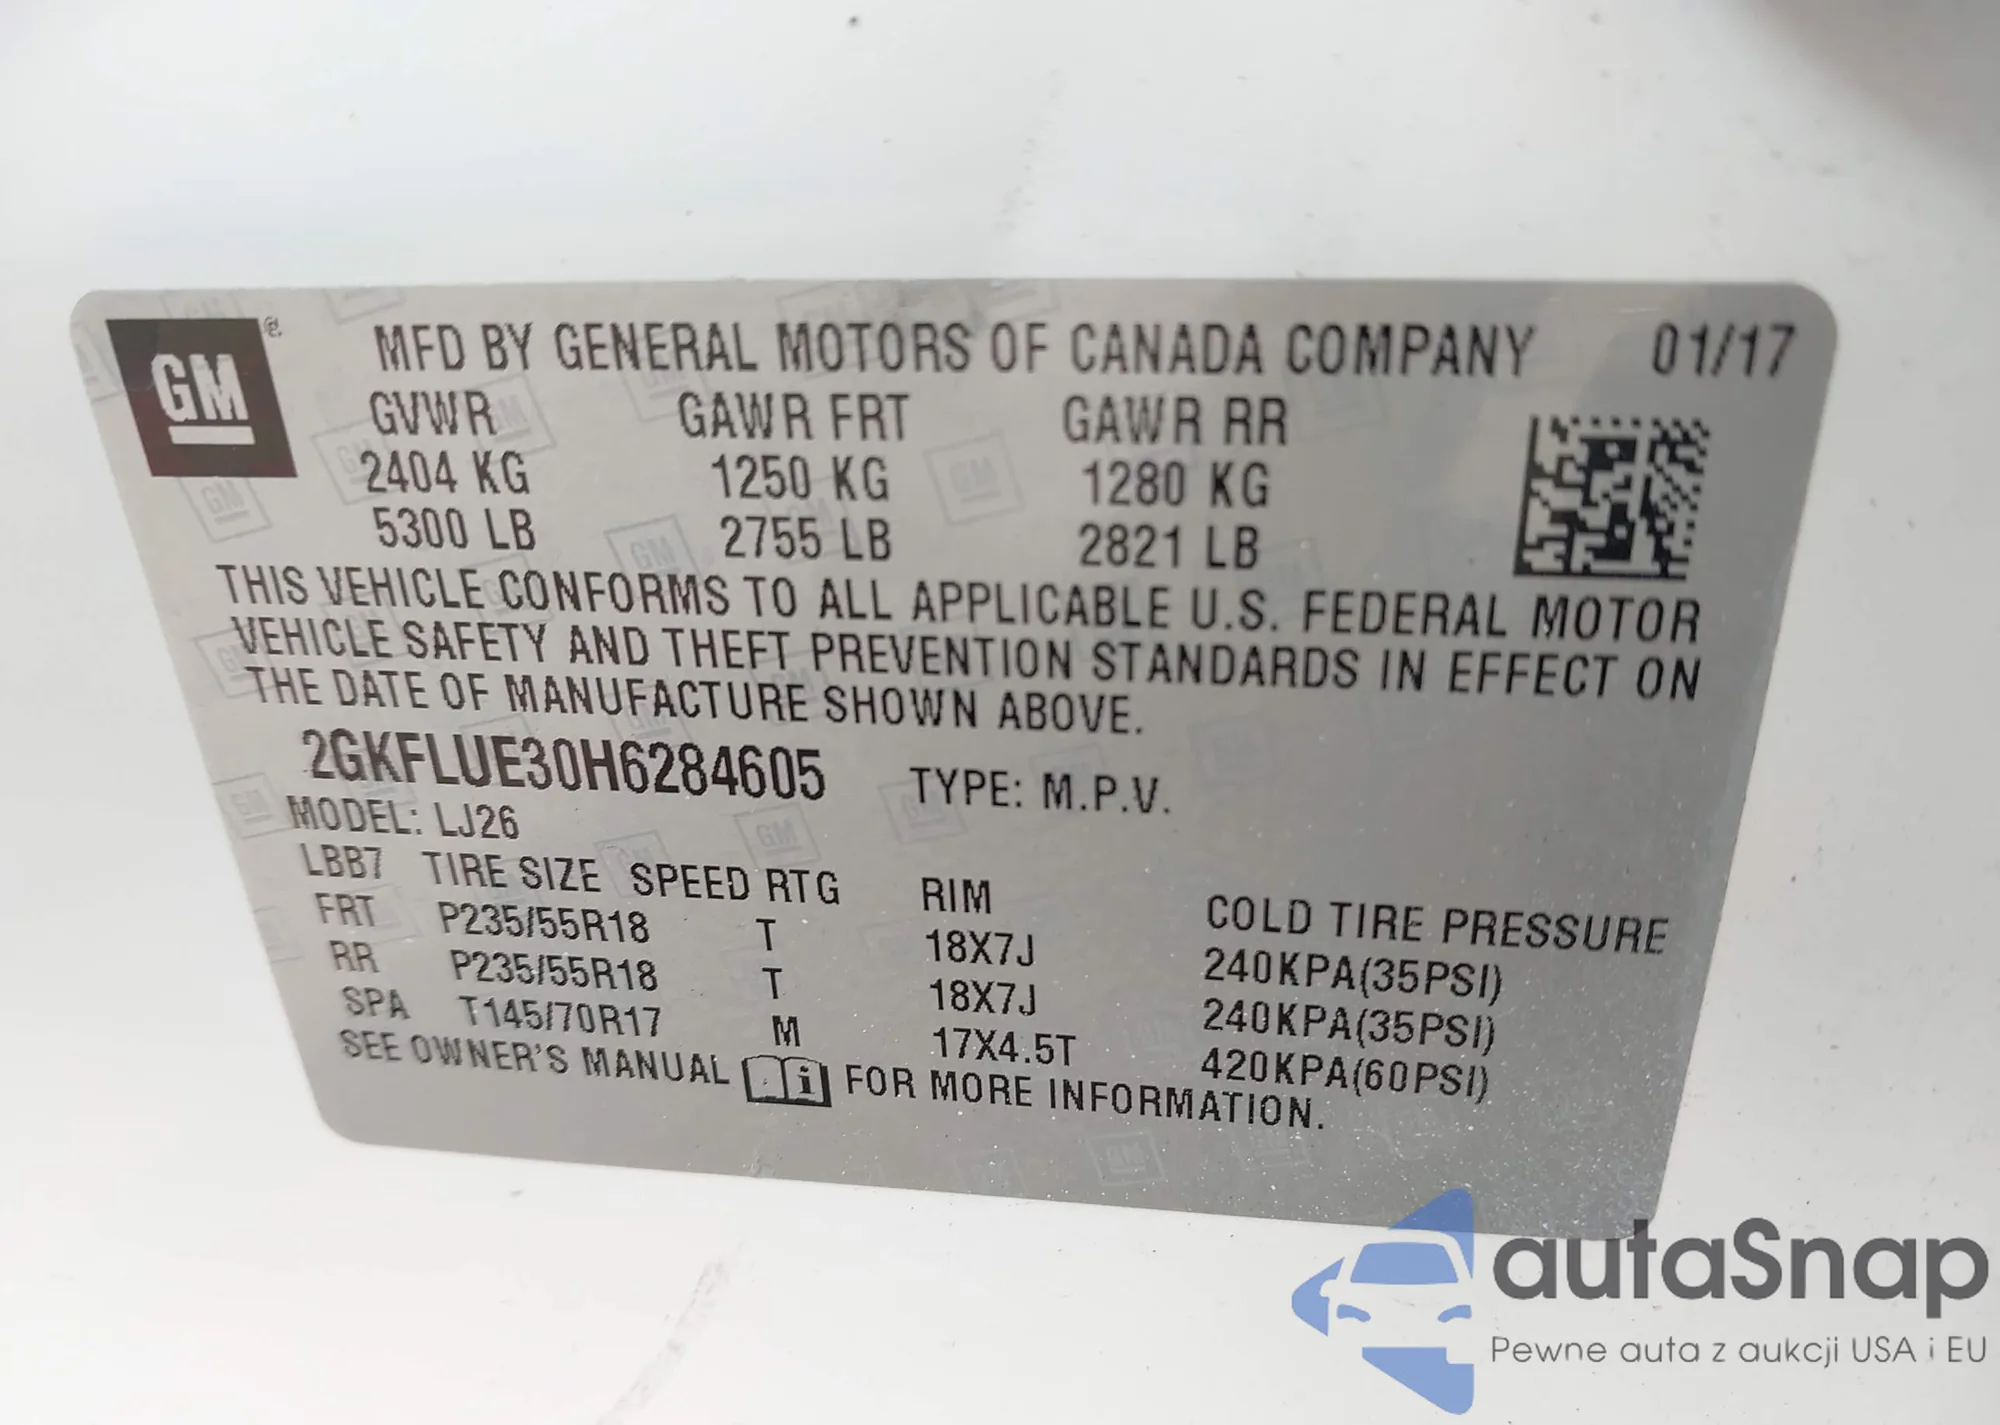 GM ®
MFD BY GENERAL MOTORS OF CANADA COMPANY 01/17
GVWR GAWR FRT GAWR RR
2404 KG 1250 KG 1280 KG
5300 LB 2755 LB 2821 LB
THIS VEHICLE CONFORMS TO ALL APPLICABLE U.S. FEDERAL MOTOR
VEHICLE SAFETY AND THEFT PREVENTION STANDARDS IN EFFECT ON
THE DATE OF MANUFACTURE SHOWN ABOVE.
2GKFLUE30H6284605 TYPE: M.P.V.
MODEL: LJ26
LBB7 TIRE SIZE SPEED RTG RIM COLD TIRE PRESSURE
FRT P235/55R18 T 18X7J 240KPA(35PSI)
RR P235/55R18 T 18X7J 240KPA(35PSI)
SPA T145/70R17 M 17X4.5T 420KPA(60PSI)
SEE OWNER'S MANUAL i FOR MORE INFORMATION.
autaSnap
Pewne auta z aukcji USA i EU